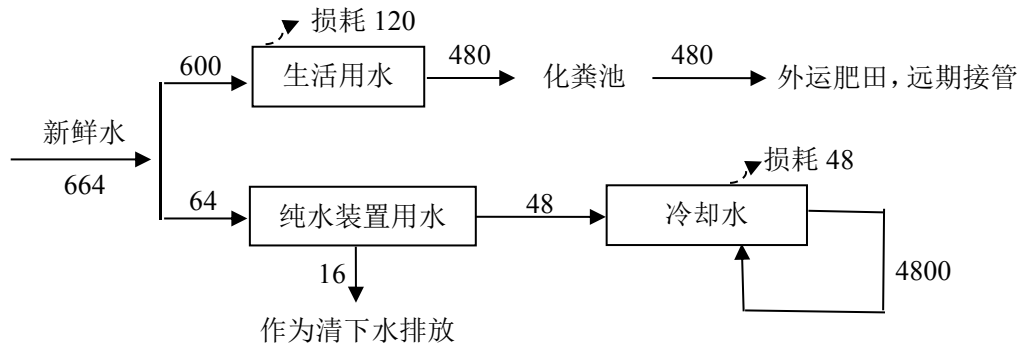 损耗 120
600
生活用水
480
化粪池
480
外运肥田，远期接管
新鲜水
664
64
纯水装置用水
48
损耗 48
冷却水
16
4800
作为清下水排放